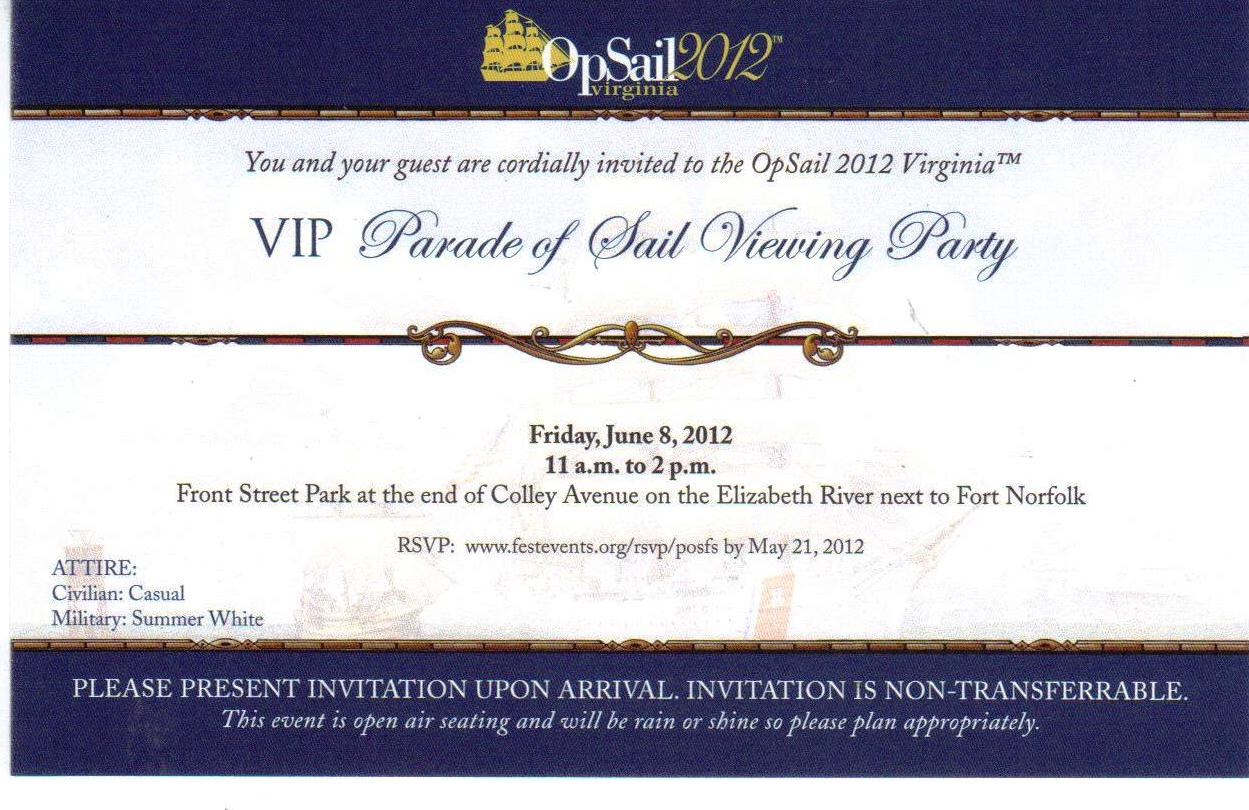 OpSail2012™
virginia
You and your guest are cordially invited to the OpSail 2012 Virginia™
VIP Parade of Sail Viewing Party
Friday, June 8, 2012
11 a.m. to 2 p.m.
Front Street Park at the end of Colley Avenue on the Elizabeth River next to Fort Norfolk
RSVP: www.festevents.org/rsvp/posfs by May 21, 2012
ATTIRE:
Civilian: Casual
Military: Summer White
PLEASE PRESENT INVITATION UPON ARRIVAL. INVITATION IS NON-TRANSFERRABLE.
This event is open air seating and will be rain or shine so please plan appropriately.